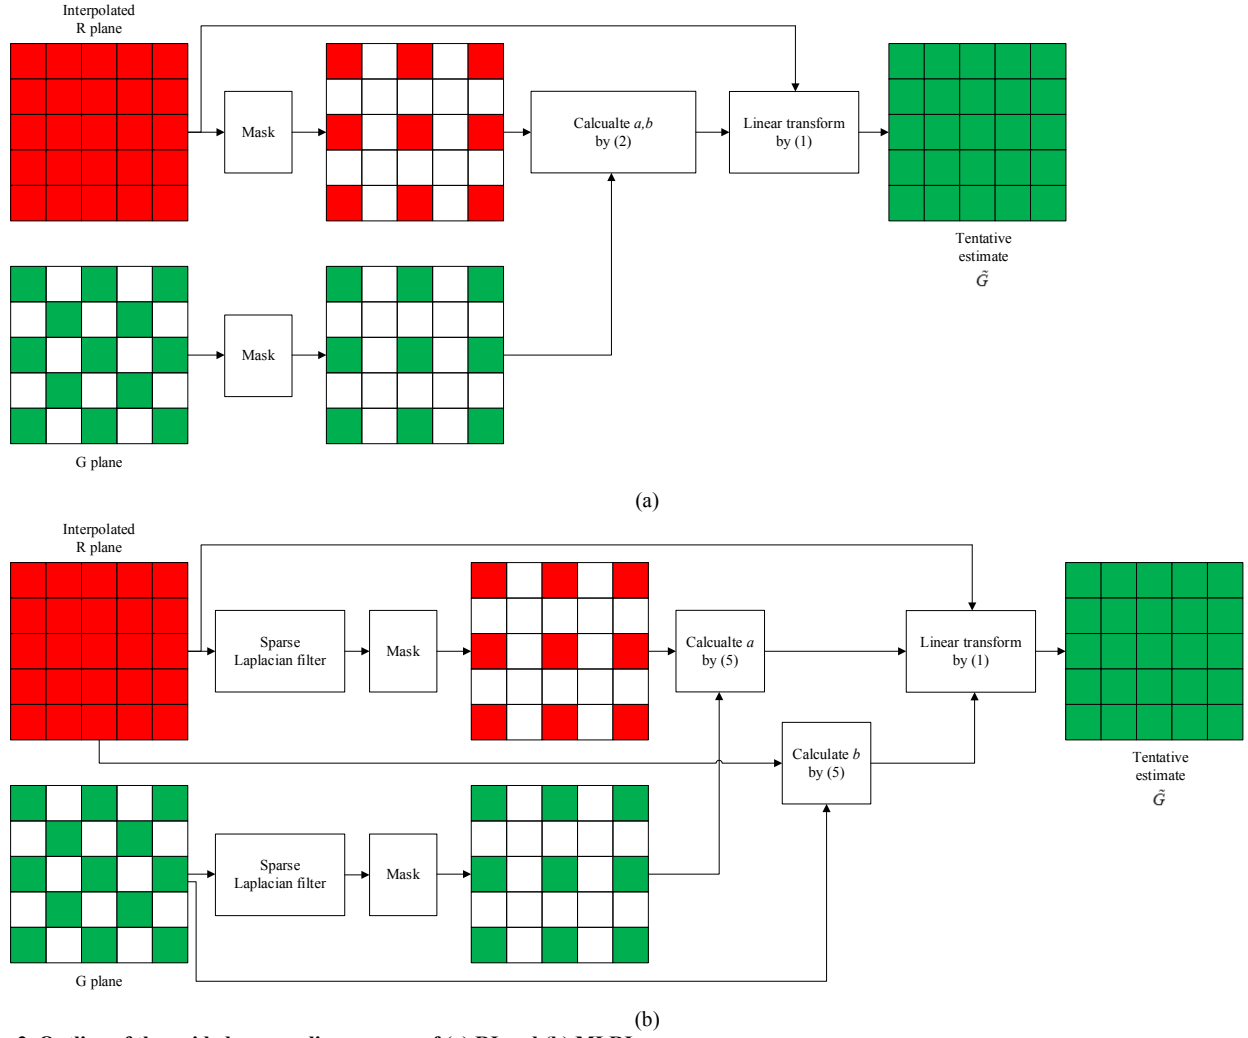 Interpolated
R plane
Mask
Calcualte a,b
by (2)
Linear transform
by (1)
Tentative
estimate
G̃
Mask
G plane
(a)
Interpolated
R plane
Sparse
Laplacian filter
Mask
Calcualte a
by (5)
Linear transform
by (1)
Calculate b
by (5)
Tentative
estimate
G̃
Sparse
Laplacian filter
Mask
G plane
(b)